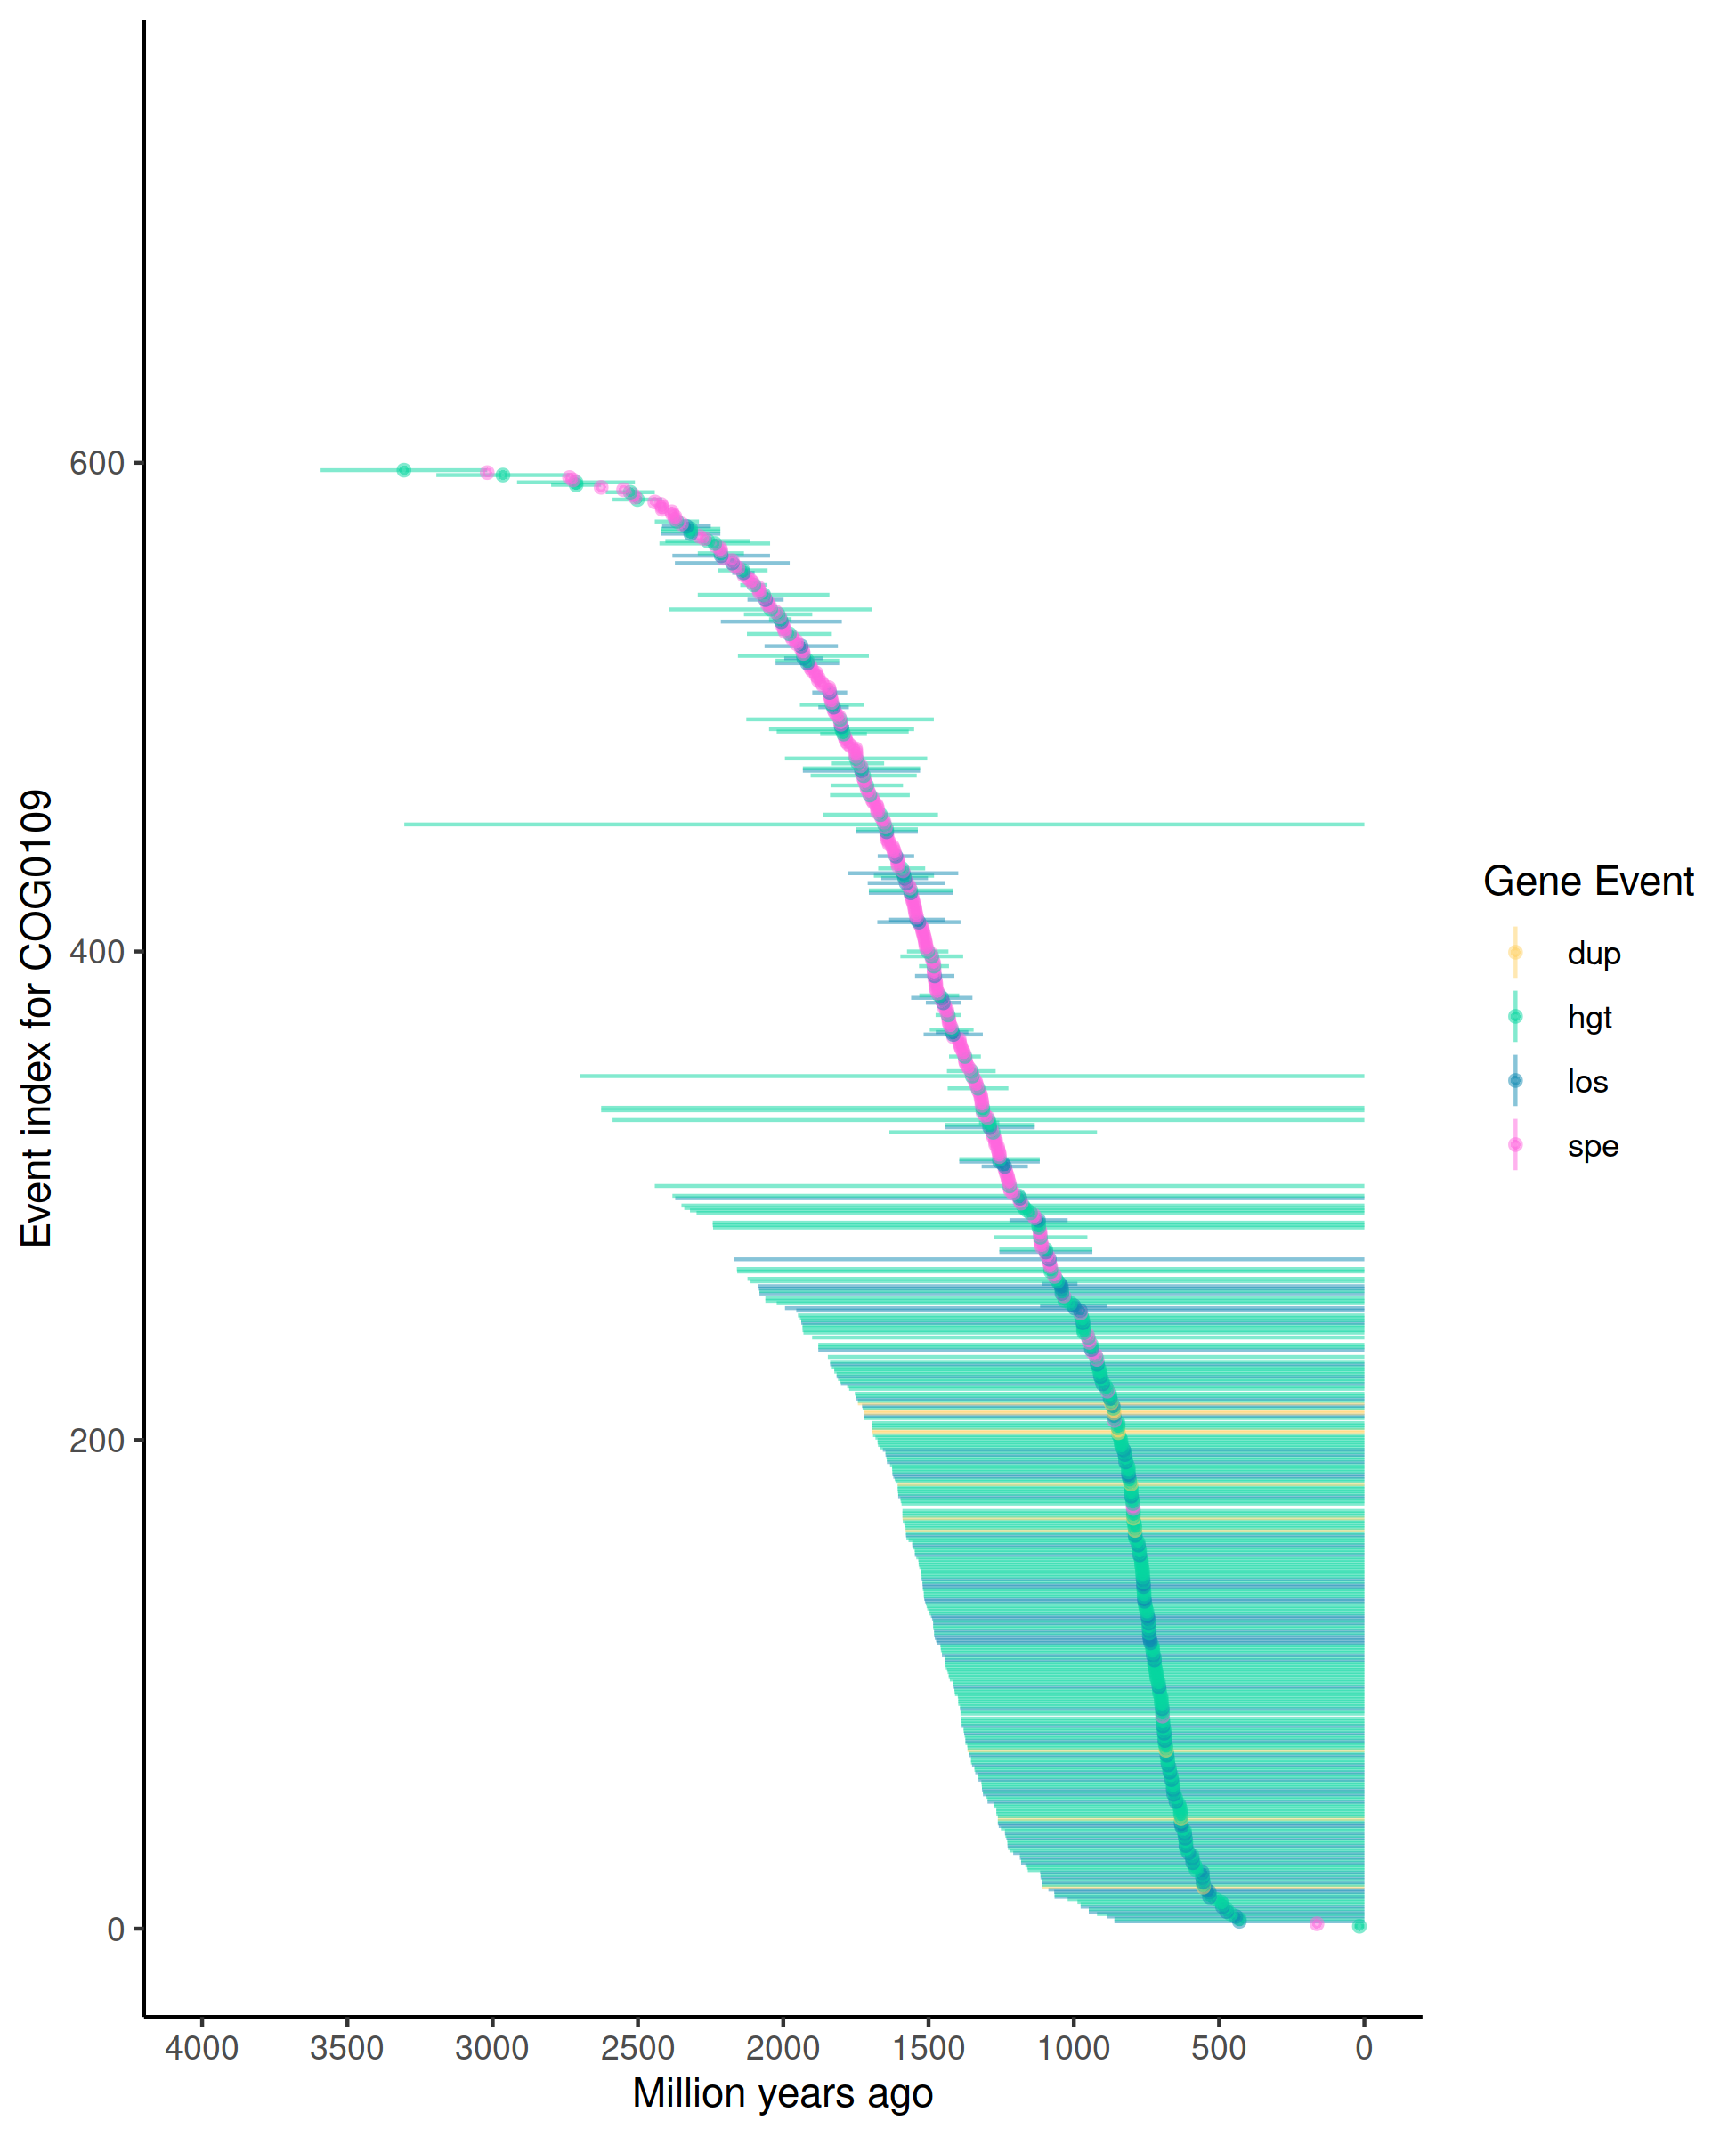 Event index for COG0109
600
400
200
0
4000 3500 3000 2500 2000 1500 1000 500 0
Million years ago
Gene Event
dup
hgt
los
spe